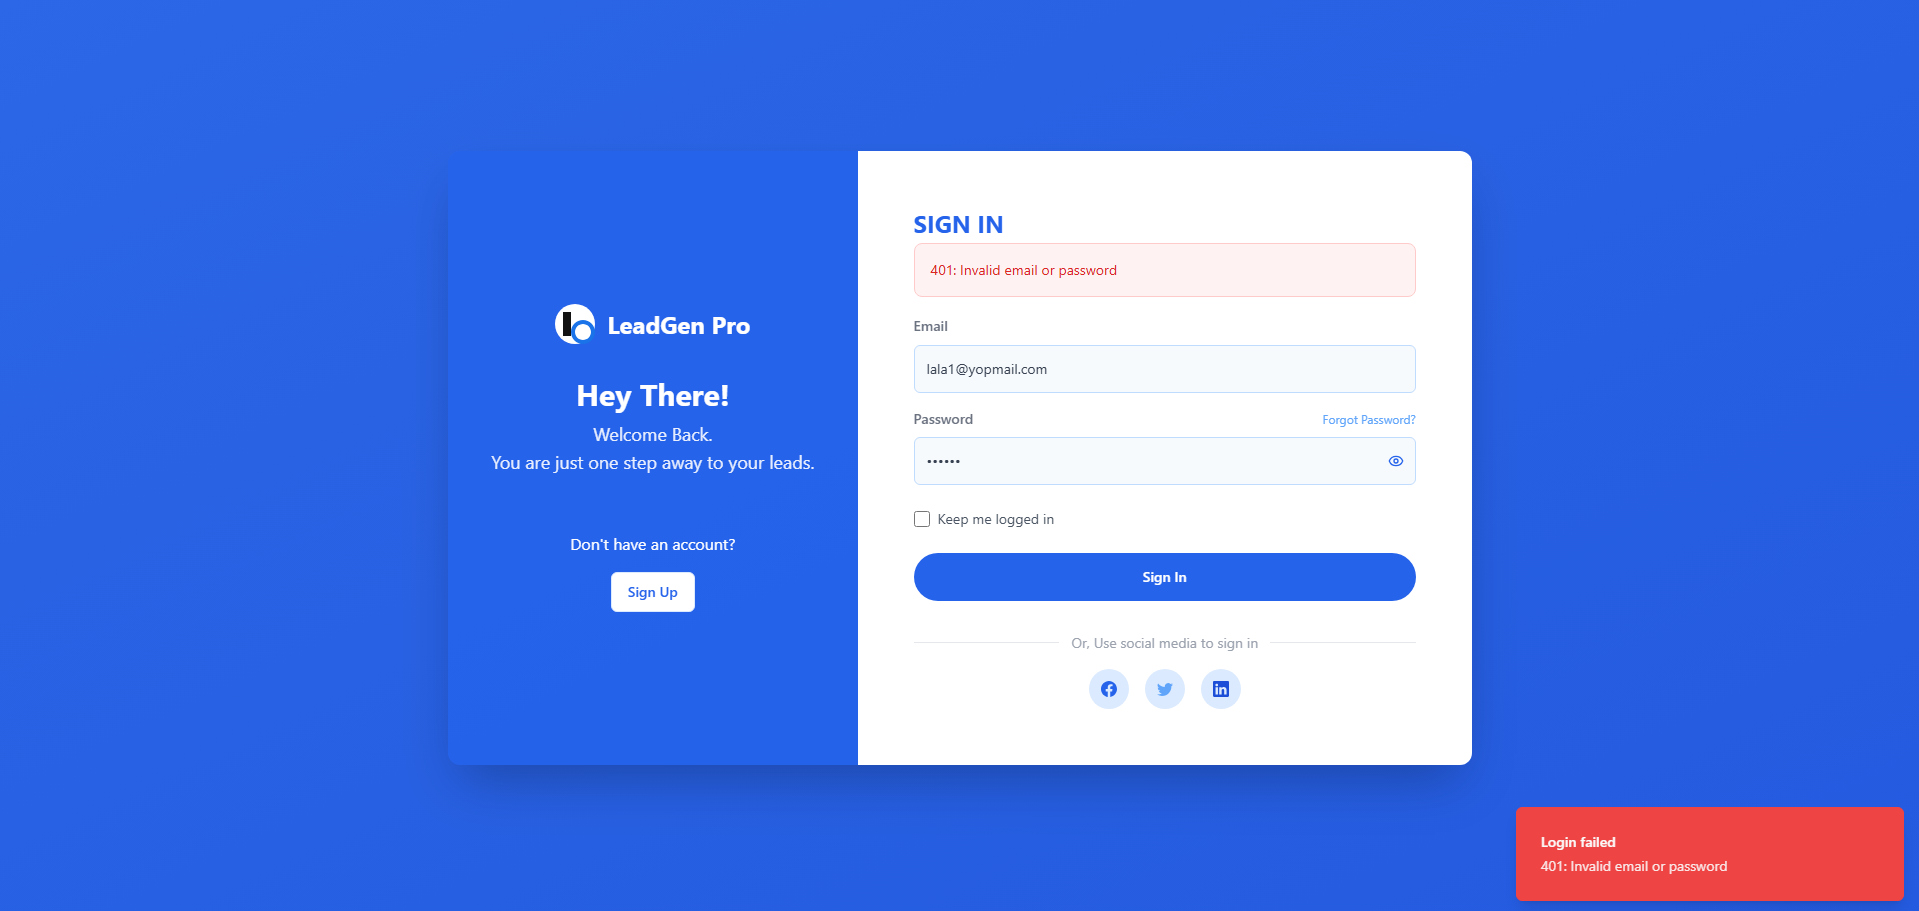 LeadGen Pro
Hey There!
Welcome Back.
You are just one step away to your leads.
Don't have an account?
Sign Up
SIGN IN
401: Invalid email or password
Email
lala1@yopmail.com
Password
Forgot Password?
••••••
Keep me logged in
Sign In
Or, Use social media to sign in
Login failed
401: Invalid email or password